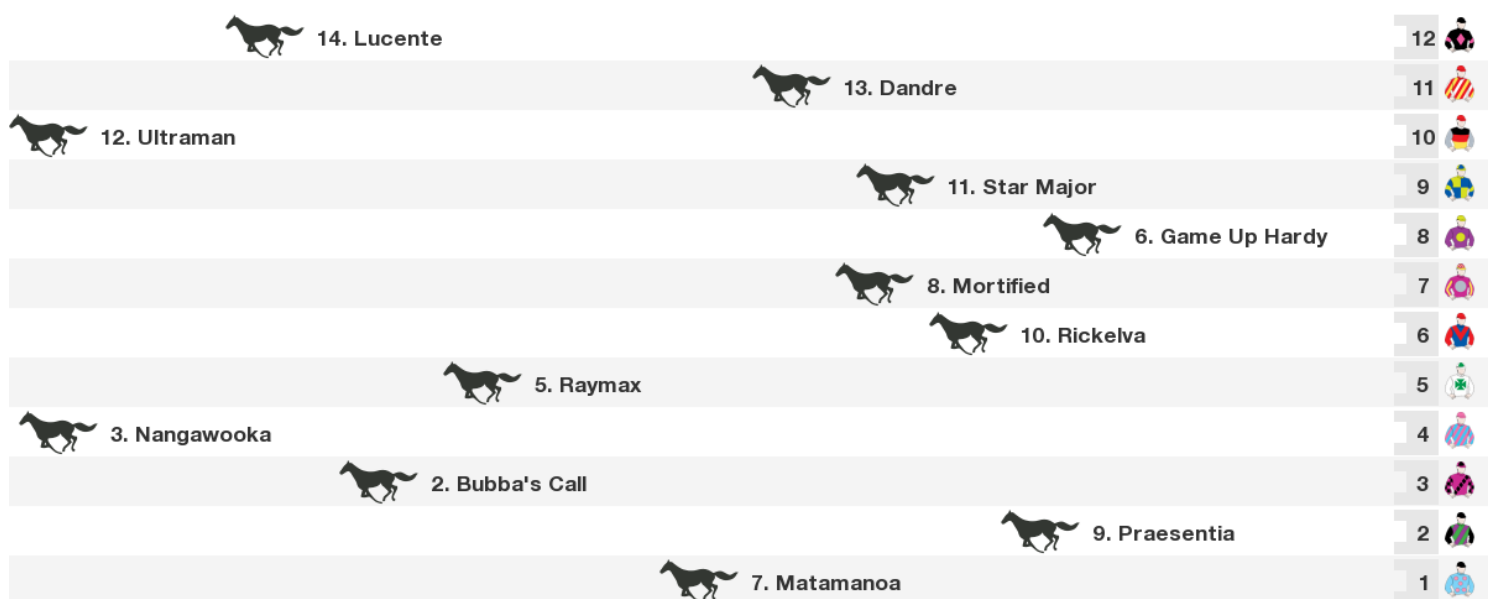 14. Lucente 12
13. Dandre 11
12. Ultraman 10
11. Star Major 9
6. Game Up Hardy 8
8. Mortified 7
10. Rickelva 6
5. Raymax 5
3. Nangawooka 4
2. Bubba's Call 3
9. Praesentia 2
7. Matamanoa 1